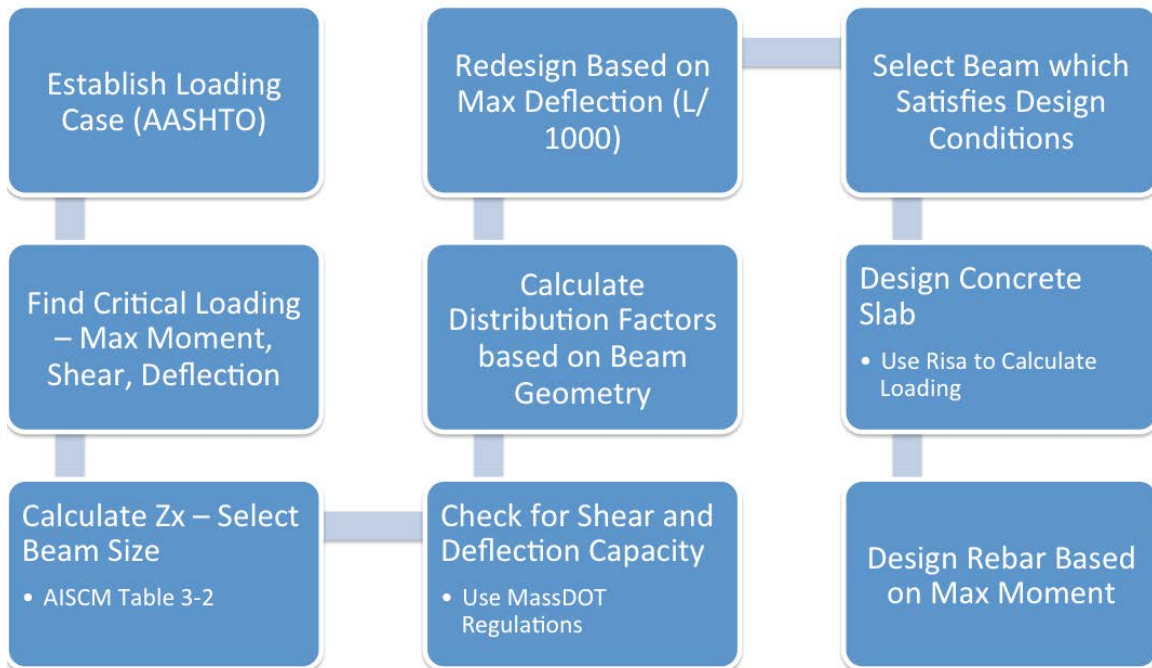 Establish Loading
Case (AASHTO)
Find Critical Loading
– Max Moment,
Shear, Deflection
Calculate Zx – Select
Beam Size
• AISCM Table 3-2
Check for Shear and
Deflection Capacity
• Use MassDOT
Regulations
Calculate
Distribution Factors
based on Beam
Geometry
Redesign Based on
Max Deflection (L/
1000)
Select Beam which
Satisfies Design
Conditions
Design Concrete
Slab
• Use Risa to Calculate
Loading
Design Rebar Based
on Max Moment